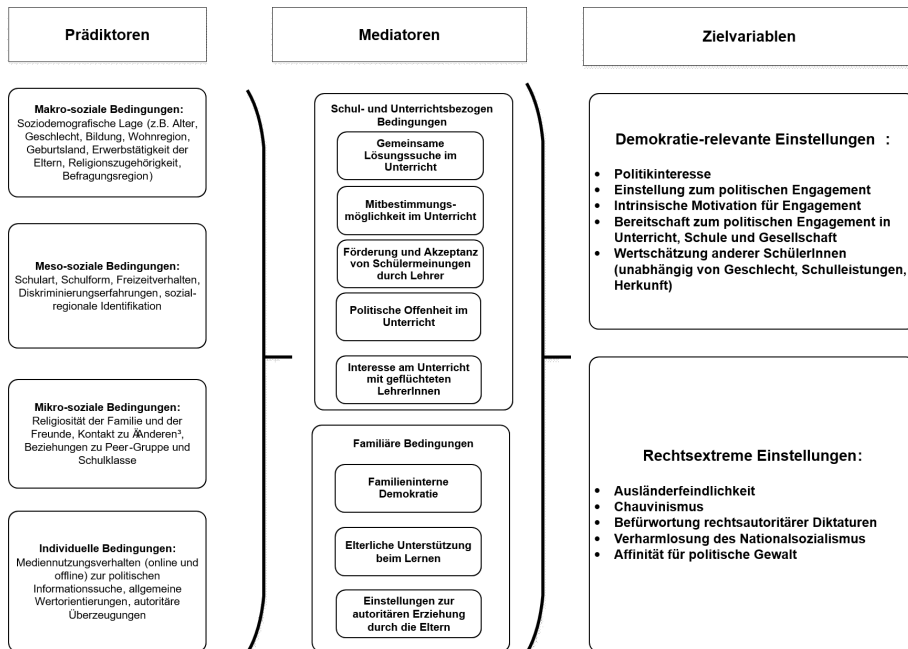 Prädiktoren
Mediatoren
Zielvariablen
Makro-soziale Bedingungen:
Soziodemografische Lage (z.B. Alter,
Geschlecht, Bildung, Wohnregion,
Geburtsland, Erwerbstätigkeit der
Eltern, Religionszugehörigkeit,
Befragungsregion)
Meso-soziale Bedingungen:
Schulart, Schulform, Freizeitverhalten,
Diskriminierungserfahrungen, sozial-
regionale Identifikation
Mikro-soziale Bedingungen:
Religiosität der Familie und der
Freunde, Kontakt zu ÄAnderen³,
Beziehungen zu Peer-Gruppe und
Schulklasse
Individuelle Bedingungen:
Mediennutzungsverhalten (online und
offline) zur politischen
Informationssuche, allgemeine
Wertorientierungen, autoritäre
Überzeugungen
Schul- und Unterrichtsbezogen
Bedingungen
Gemeinsame
Lösungssuche im
Unterricht
Mitbestimmungs-
möglichkeit im Unterricht
Förderung und Akzeptanz
von Schülermeinungen
durch Lehrer
Politische Offenheit im
Unterricht
Interesse am Unterricht
mit geflüchteten
LehrerInnen
Familiäre Bedingungen
Familieninterne
Demokratie
Elterliche Unterstützung
beim Lernen
Einstellungen zur
autoritären Erziehung
durch die Eltern
Demokratie-relevante Einstellungen :
• Politikinteresse
• Einstellung zum politischen Engagement
• Intrinsische Motivation für Engagement
• Bereitschaft zum politischen Engagement in
Unterricht, Schule und Gesellschaft
• Wertschätzung anderer SchülerInnen
(unabhängig von Geschlecht, Schulleistungen,
Herkunft)
Rechtsextreme Einstellungen:
• Ausländerfeindlichkeit
• Chauvinismus
• Befürwortung rechtsautoritärer Diktaturen
• Verharmlosung des Nationalsozialismus
• Affinität für politische Gewalt